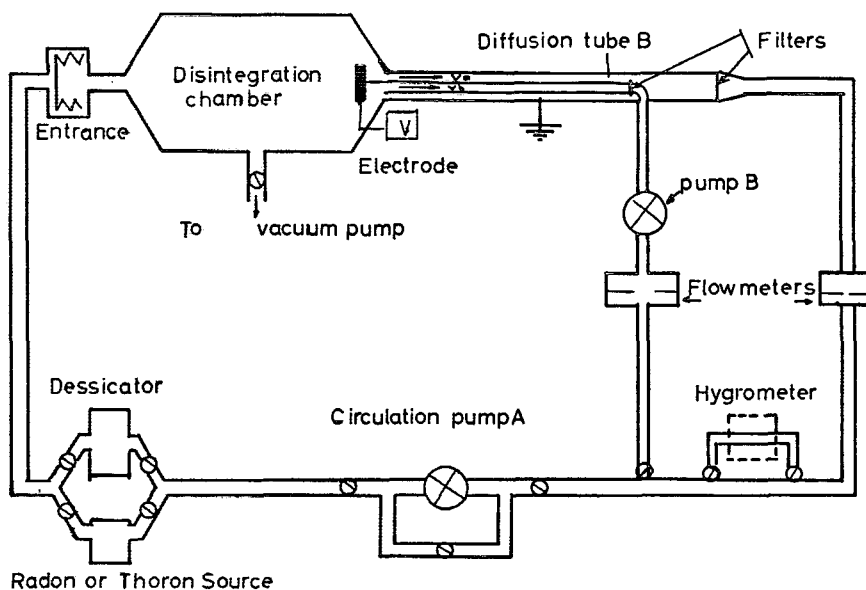 Diffusion tube B
Filters
Disintegration
chamber
Entrance
V
Electrode
pump B
To vacuum pump
Flowmeters
Dessicator
Hygrometer
Circulation pump A
Radon or Thoron Source